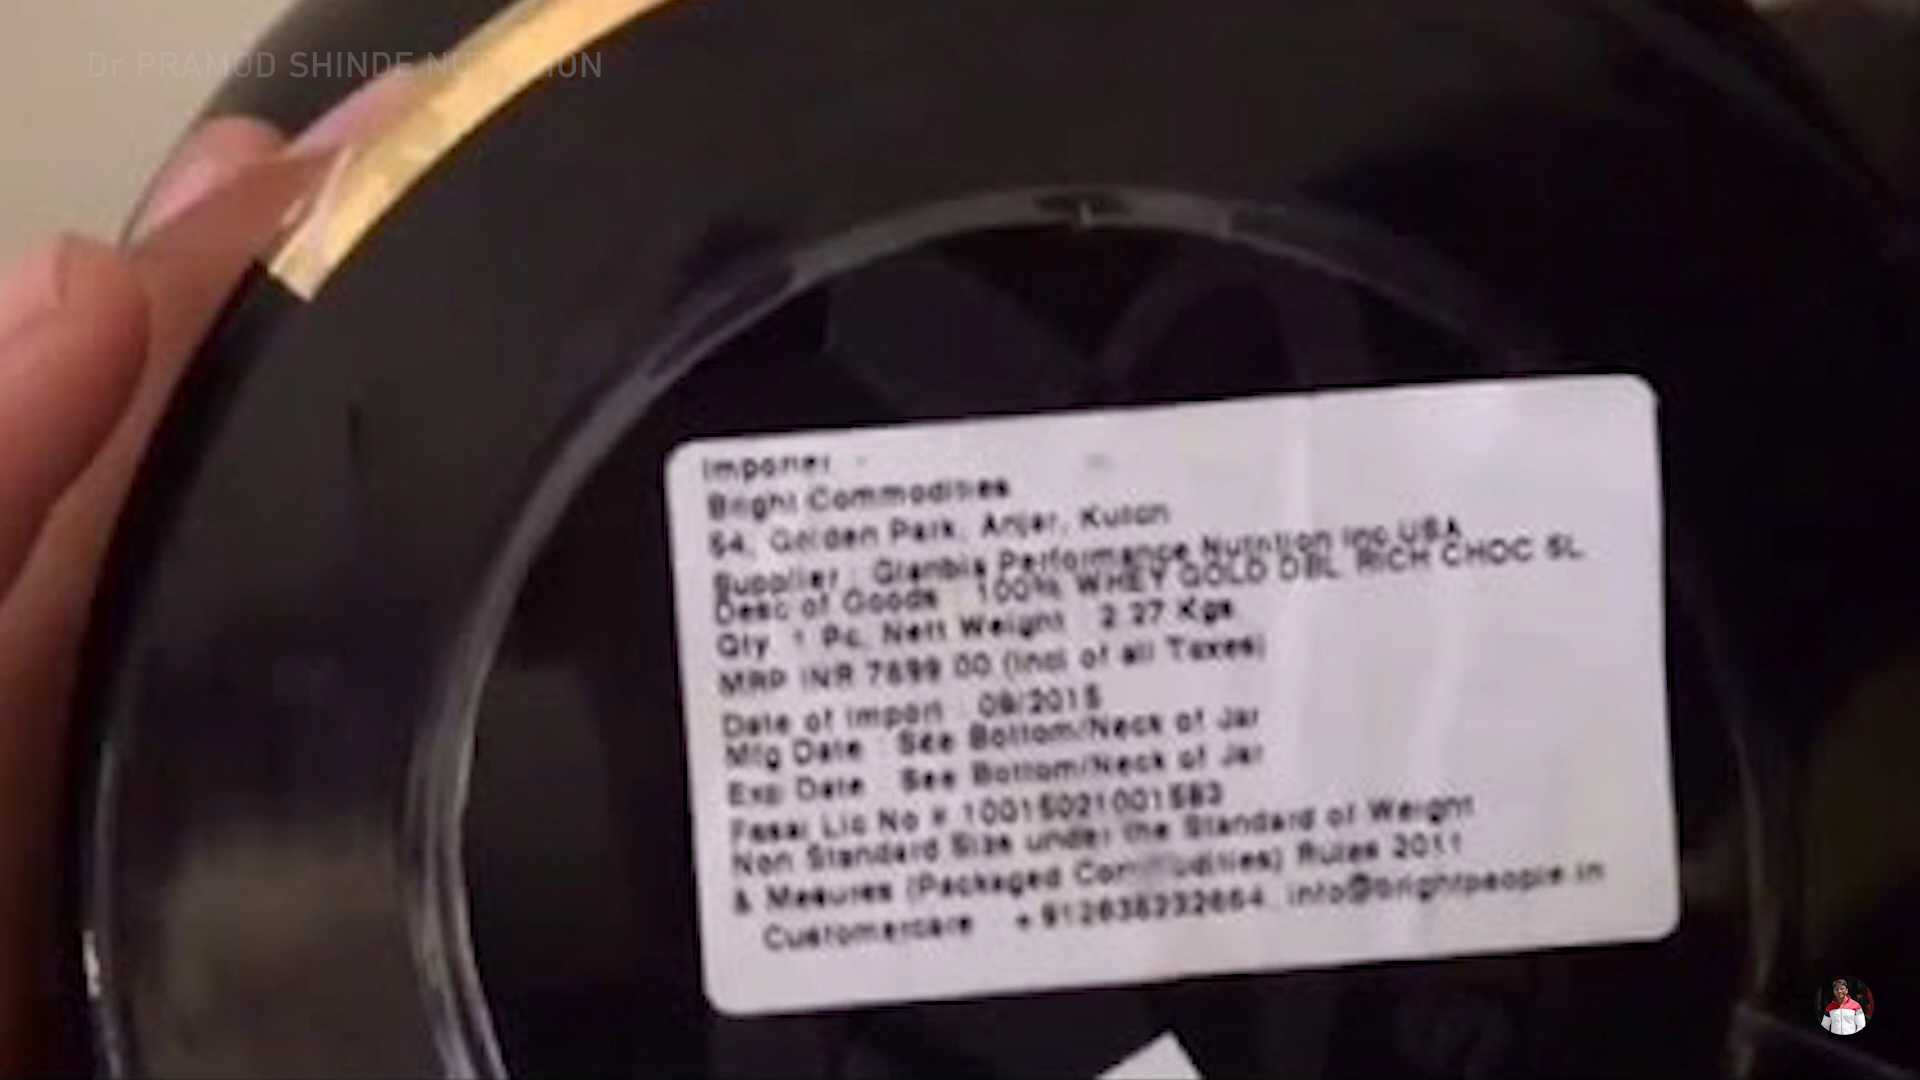 Dr PRAMOD SHINDE NUTRITION
Importer
Bright Commodities
54, Golden Park, Anjar, Kutch
Supplier : Glanbia Performance Nutrition Inc USA
Desc of Goods : 100% WHEY GOLD DBL RICH CHOC 5L
Qty 1 Pc, Nett Weight : 2.27 Kgs
MRP INR 7699.00 (Incl of all Taxes)
Date of Import : 09/2015
Mfg Date : See Bottom/Neck of Jar
Exp Date : See Bottom/Neck of Jar
Fssai Lic No # 10015021001583
Non Standard Size under the Standard of Weight
& Mesures (Packaged Commudities) Rules 2011
Customercare info@brightpeople.in